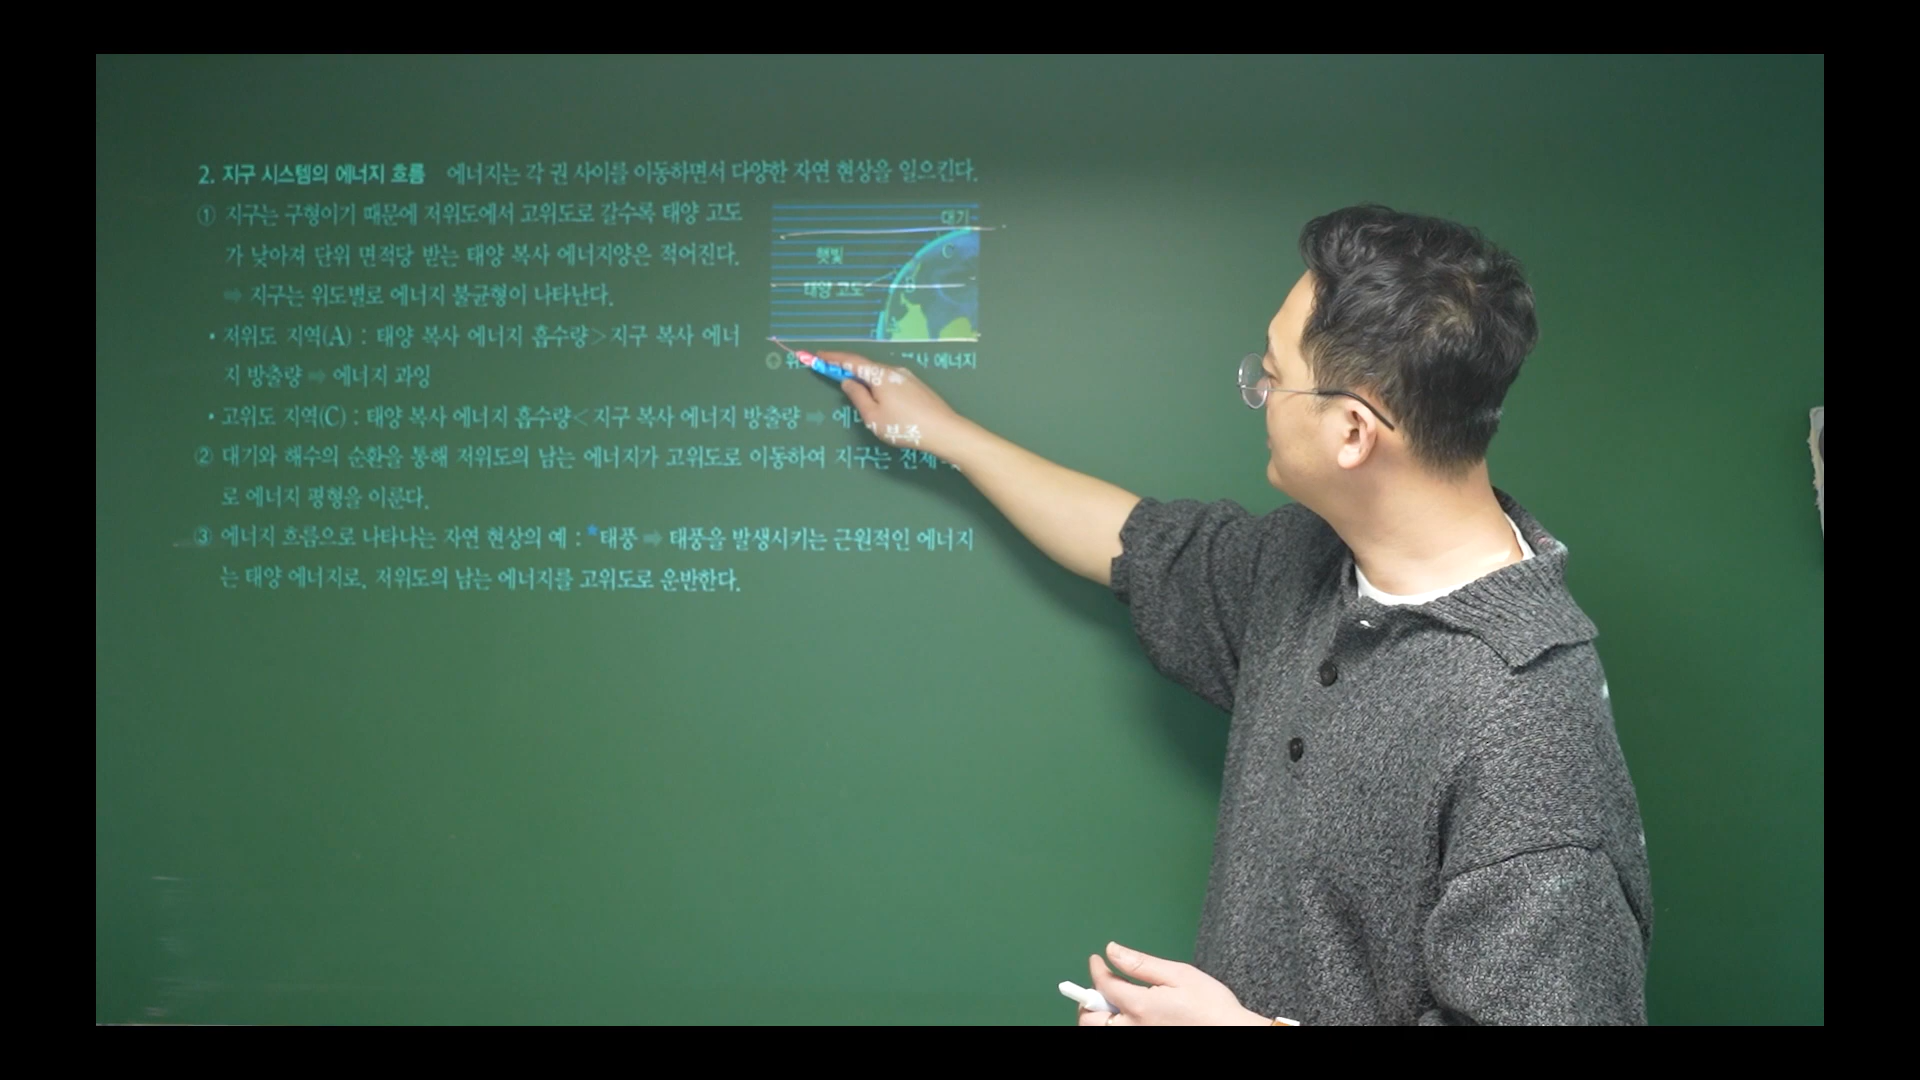 2. 지구 시스템의 에너지 흐름 에너지는 각 권 사이를 이동하면서 다양한 자연 현상을 일으킨다.
① 지구는 구형이기 때문에 저위도에서 고위도로 갈수록 태양 고도
가 낮아져 단위 면적당 받는 태양 복사 에너지양은 적어진다.
⇨ 지구는 위도별로 에너지 불균형이 나타난다.
• 저위도 지역(A) : 태양 복사 에너지 흡수량>지구 복사 에너
지 방출량 ⇨ 에너지 과잉
• 고위도 지역(C) : 태양 복사 에너지 흡수량<지구 복사 에너지 방출량 ⇨ 부족
② 대기와 해수의 순환을 통해 저위도의 남는 에너지가 고위도로 이동하여 지구는
로 에너지 평형을 이룬다.
③ 에너지 흐름으로 나타나는 자연 현상의 예 : *태풍 ⇨ 태풍을 발생시키는 근원적인 에너지
는 태양 에너지로, 저위도의 남는 에너지를 고위도로 운반한다.
대기
햇빛
C
태양 고도
B
태양 복사 에너지